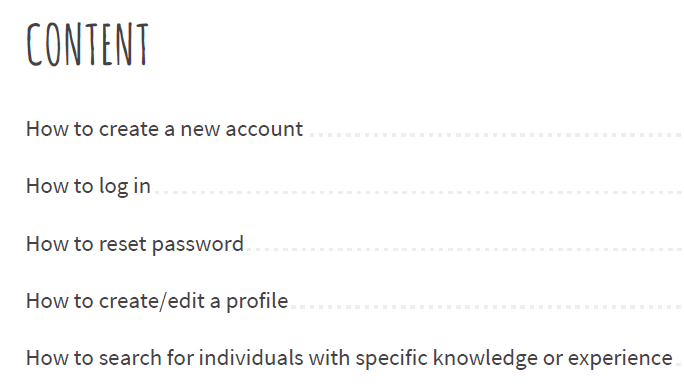 CONTENT
How to create a new account
How to log in
How to reset password
How to create/edit a profile
How to search for individuals with specific knowledge or experience